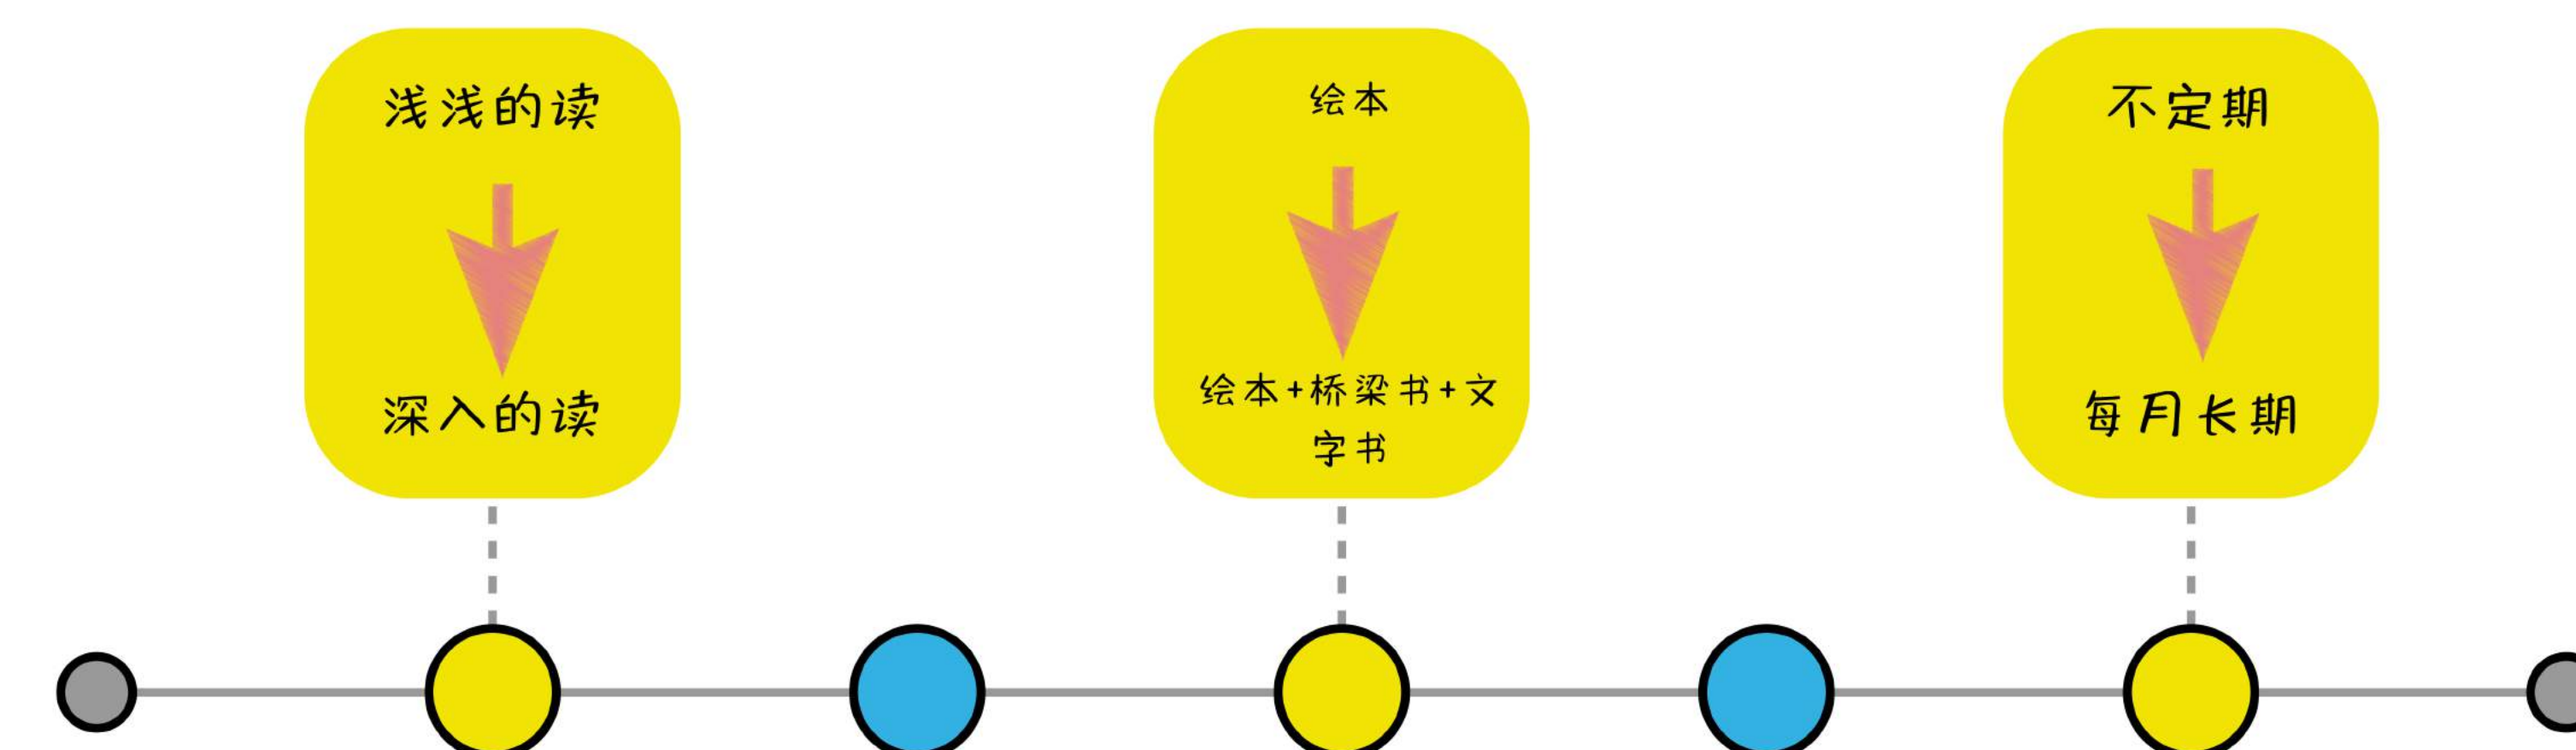 浅浅的读
深入的读
绘本
绘本+桥梁书+文
字书
不定期
每月长期